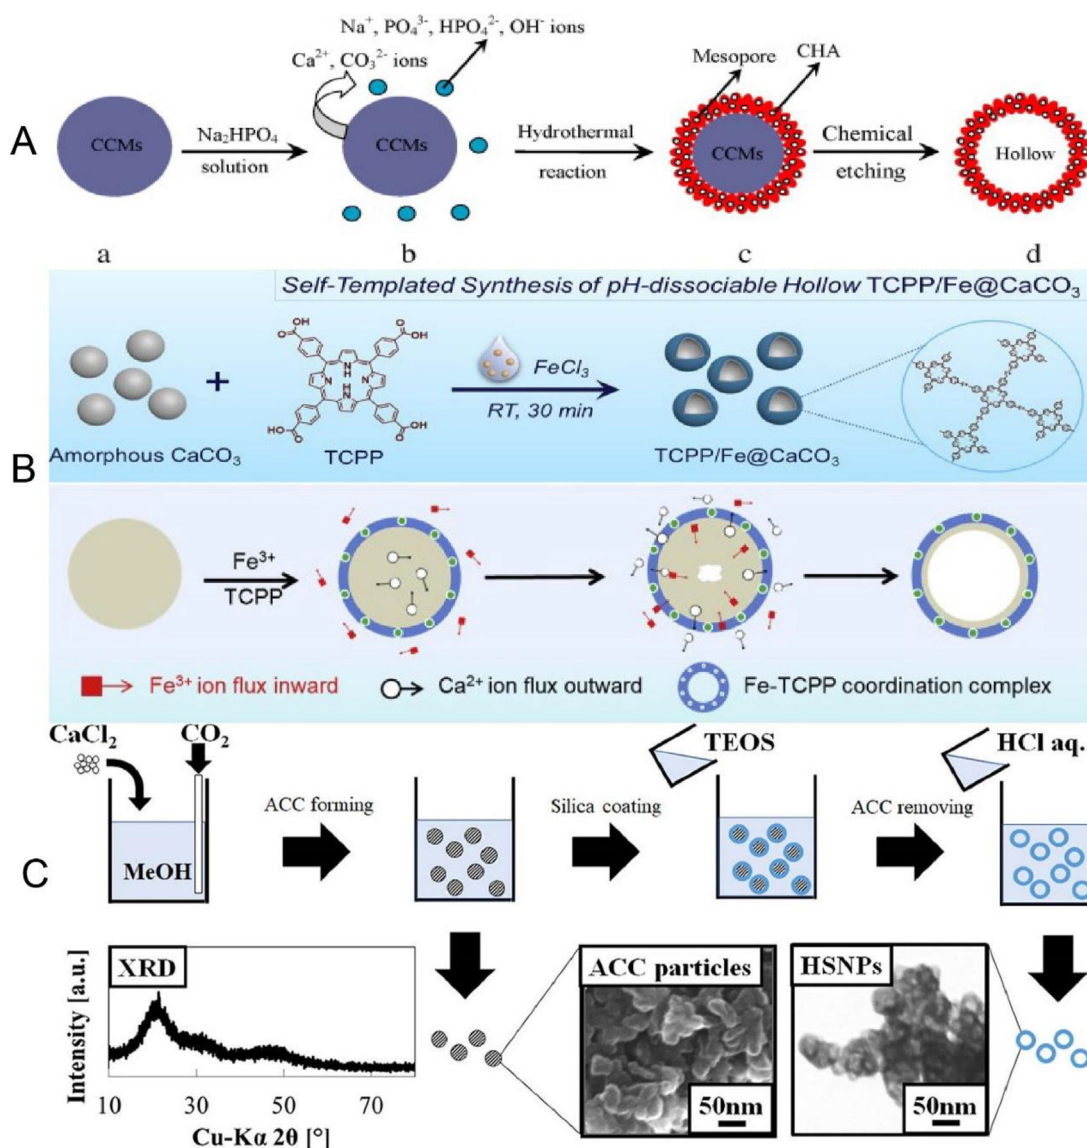 A
Na⁺, PO₄³⁻, HPO₄²⁻, OH⁻ ions
Ca²⁺, CO₃²⁻ ions
Mesopore
CHA
CCMs
Na₂HPO₄
solution
CCMs
Hydrothermal
reaction
CCMs
Chemical
etching
Hollow
a
b
c
d
B
Self-Templated Synthesis of pH-dissociable Hollow TCPP/Fe@CaCO₃
+
FeCl₃
RT, 30 min
Amorphous CaCO₃
TCPP
TCPP/Fe@CaCO₃
Fe³⁺
TCPP
Fe³⁺ ion flux inward
Ca²⁺ ion flux outward
Fe-TCPP coordination complex
C
CaCl₂
CO₂
TEOS
HCl aq.
ACC forming
Silica coating
ACC removing
MeOH
XRD
ACC particles
HSNPs
Intensity [a.u.]
50nm
50nm
10
30
50
70
Cu-Kα 2θ [°]